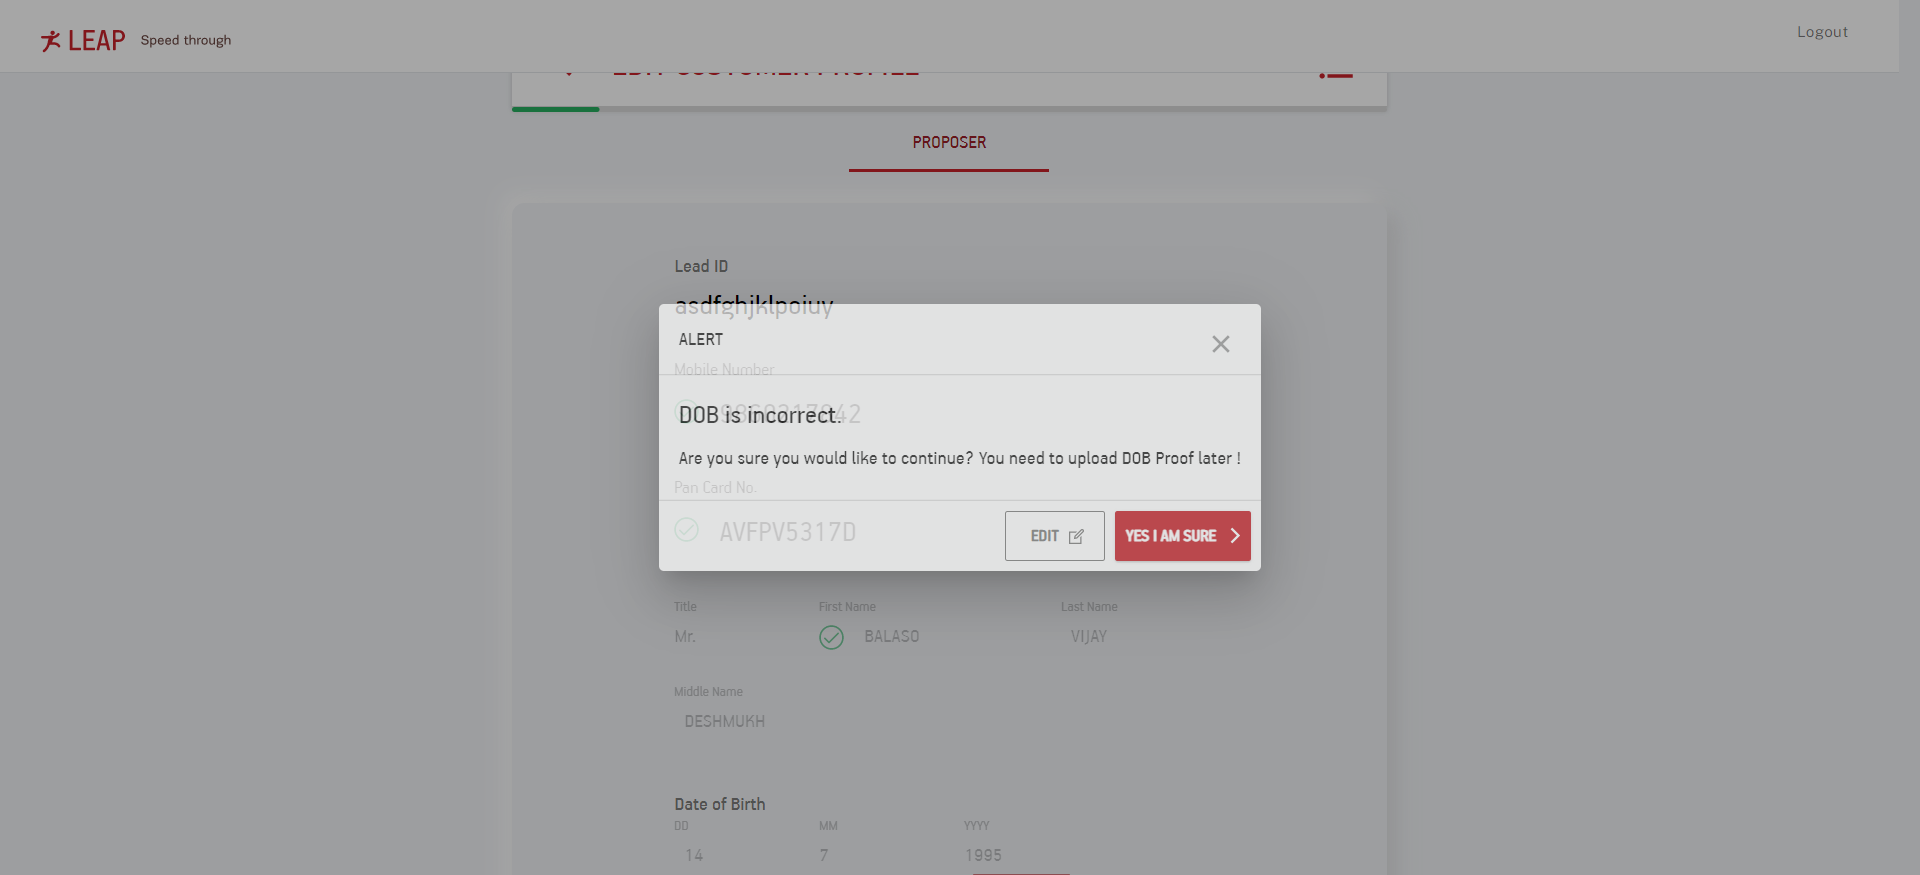 LEAP Speed through
Logout
EDIT CUSTOMER PROFILE
PROPOSER
Lead ID
asdfghjklpoiuy
ALERT
Mobile Number
DOB is incorrect.
Are you sure you would like to continue? You need to upload DOB Proof later !
Pan Card No.
AVFPV5317D
EDIT
YES I AM SURE
Title First Name Last Name
Mr. BALASO VIJAY
Middle Name
DESHMUKH
Date of Birth
DD MM YYYY
14 7 1995